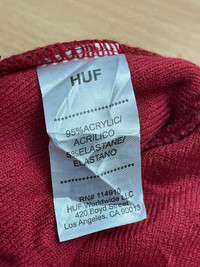 HUF
95%ACRYLIC/
ACRILICO
5%ELASTANE/
ELASTANO
RN# 114910
HUF Worldwide LLC
420 Boyd Street
Los Angeles, CA 90013